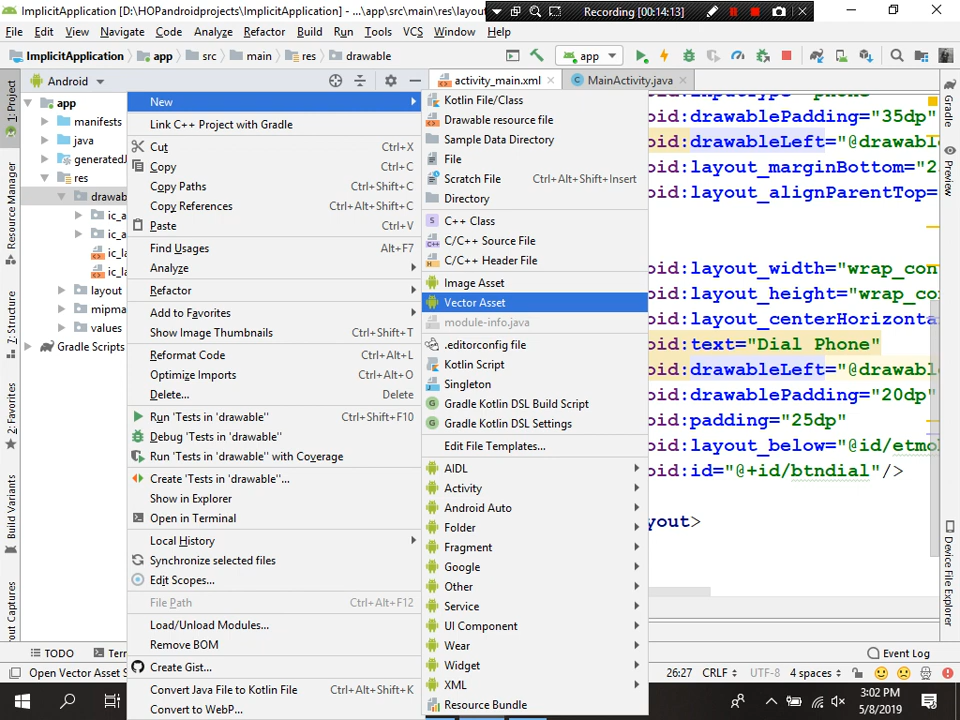 ImplicitApplication [D:\HOPandroidprojects\ImplicitApplication] - ...\app\src\main\res\layou
Recording [00:14:13]
File Edit View Navigate Code Analyze Refactor Build Run Tools VCS Window Help
ImplicitApplication app src main res drawable
app
Android
activity_main.xml MainActivity.java
1: Project
Resource Manager
Z: Structure
2: Favorites
Build Variants
out Captures
app
manifests
java
generatedJ
res
drawab
ic_a
ic_a
ic_la
ic_la
layout
mipma
values
Gradle Scripts
New
Link C++ Project with Gradle
Cut Ctrl+X
Copy Ctrl+C
Copy Paths Ctrl+Shift+C
Copy References Ctrl+Alt+Shift+C
Paste Ctrl+V
Find Usages Alt+F7
Analyze
Refactor
Add to Favorites
Show Image Thumbnails Ctrl+Shift+T
Reformat Code Ctrl+Alt+L
Optimize Imports Ctrl+Alt+O
Delete... Delete
Run 'Tests in 'drawable'' Ctrl+Shift+F10
Debug 'Tests in 'drawable''
Run 'Tests in 'drawable'' with Coverage
Create 'Tests in 'drawable''...
Show in Explorer
Open in Terminal
Local History
Synchronize selected files
Edit Scopes...
File Path Ctrl+Alt+F12
Load/Unload Modules...
Remove BOM
Create Gist...
Convert Java File to Kotlin File Ctrl+Alt+Shift+K
Convert to WebP...
Kotlin File/Class
Drawable resource file
Sample Data Directory
File
Scratch File Ctrl+Alt+Shift+Insert
Directory
C++ Class
C/C++ Source File
C/C++ Header File
Image Asset
Vector Asset
module-info.java
.editorconfig file
Kotlin Script
Singleton
Gradle Kotlin DSL Build Script
Gradle Kotlin DSL Settings
Edit File Templates...
AIDL
Activity
Android Auto
Folder
Fragment
Google
Other
Service
UI Component
Wear
Widget
XML
Resource Bundle
oid:drawablePadding="35dp"
oid:drawableLeft="@drawabl
oid:layout_marginBottom="2
oid:layout_alignParentTop=
oid:layout_width="wrap_con
oid:layout_height="wrap_co
oid:layout_centerHorizonta
oid:text="Dial Phone"
oid:drawableLeft="@drawabl
oid:drawablePadding="20dp"
oid:padding="25dp"
oid:layout_below="@id/etmo
oid:id="@+id/btndial"/>
yout>
Gradle
Preview
Device File Explorer
TODO Tern
Event Log
Open Vector Asset S
26:27 CRLF UTF-8 4 spaces
3:02 PM
5/8/2019